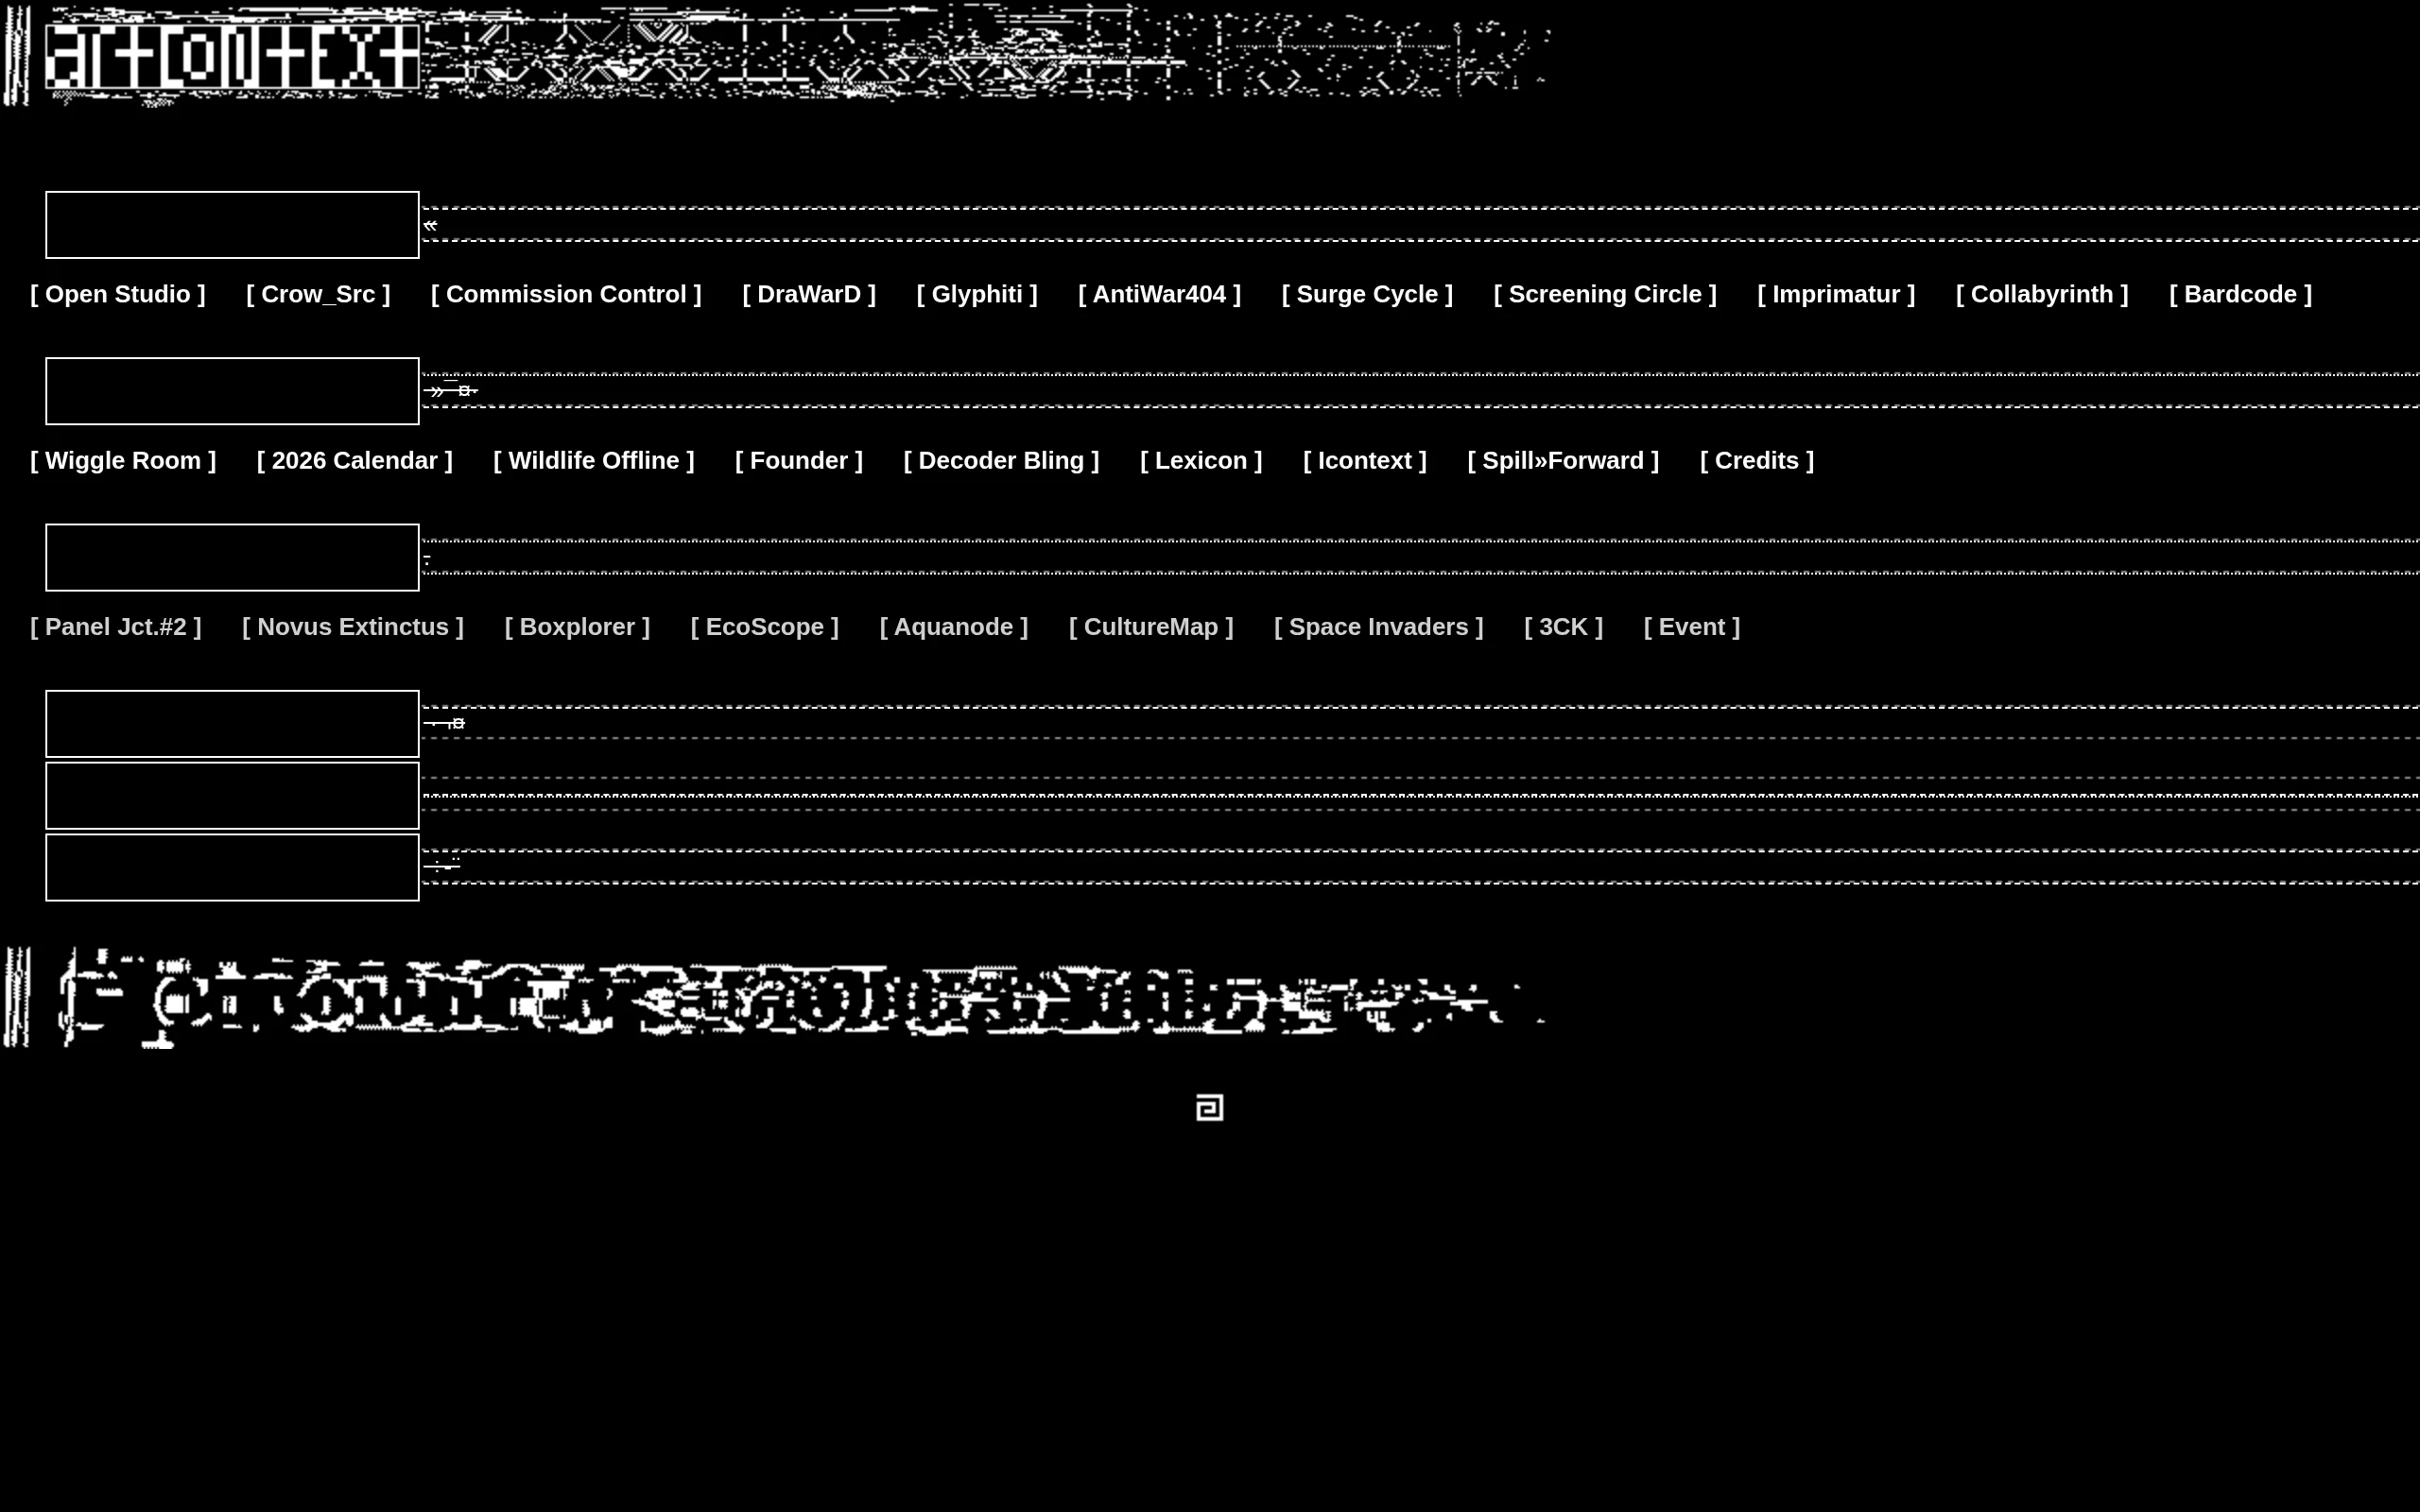 artContExt
«
[ Open Studio ] [ Crow_Src ] [ Commission Control ] [ DraWarD ] [ Glyphiti ] [ AntiWar404 ] [ Surge Cycle ] [ Screening Circle ] [ Imprimatur ] [ Collabyrinth ] [ Bardcode ]
»¯¤·
[ Wiggle Room ] [ 2026 Calendar ] [ Wildlife Offline ] [ Founder ] [ Decoder Bling ] [ Lexicon ] [ Icontext ] [ Spill»Forward ] [ Credits ]
[ Panel Jct.#2 ] [ Novus Extinctus ] [ Boxplorer ] [ EcoScope ] [ Aquanode ] [ CultureMap ] [ Space Invaders ] [ 3CK ] [ Event ]